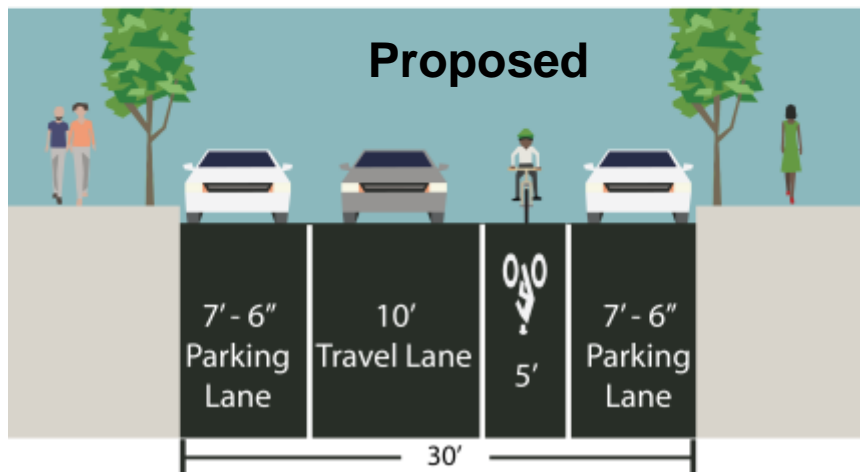 Proposed
7' - 6"
Parking
Lane
10'
Travel Lane
5'
7' - 6"
Parking
Lane
30'